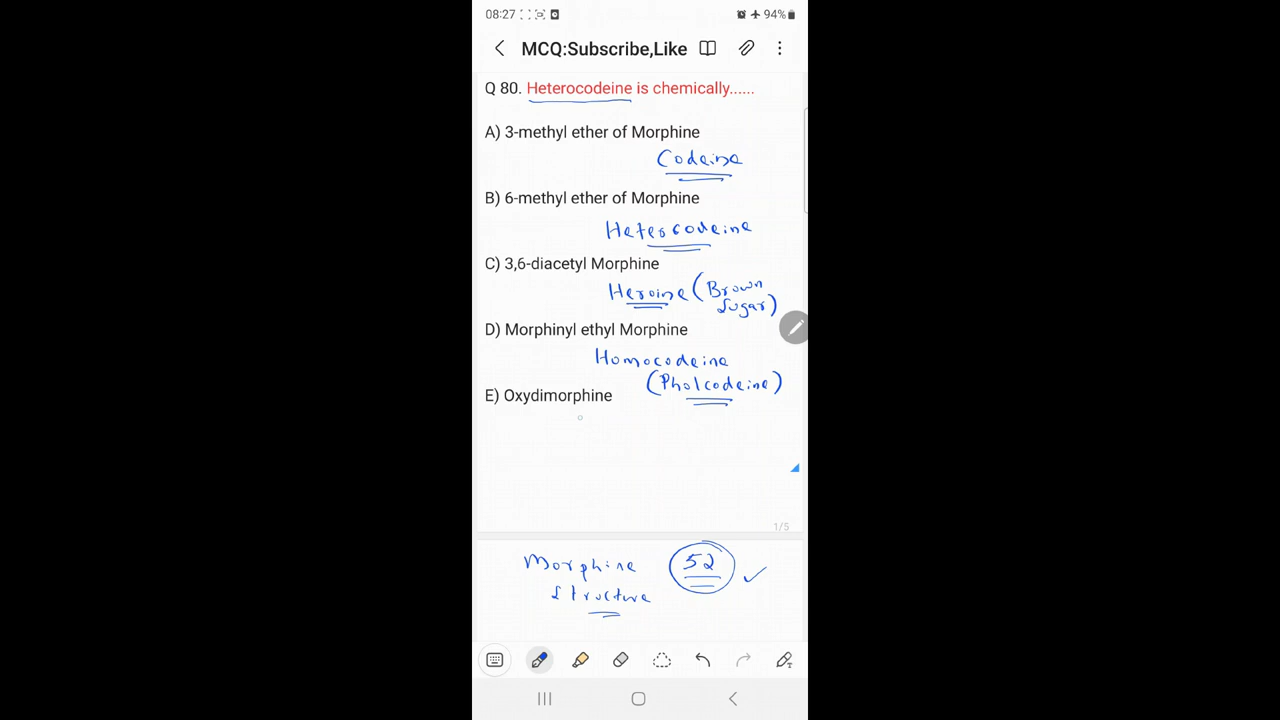 08:27 94%
MCQ:Subscribe,Like
Q 80. Heterocodeine is chemically......
A) 3-methyl ether of Morphine
Codeine
B) 6-methyl ether of Morphine
Heterocodeine
C) 3,6-diacetyl Morphine
Heroine (Brown
Sugar)
D) Morphinyl ethyl Morphine
Homocodeine
(Pholcodeine)
E) Oxydimorphine
1/5
Morphine 52
Structure